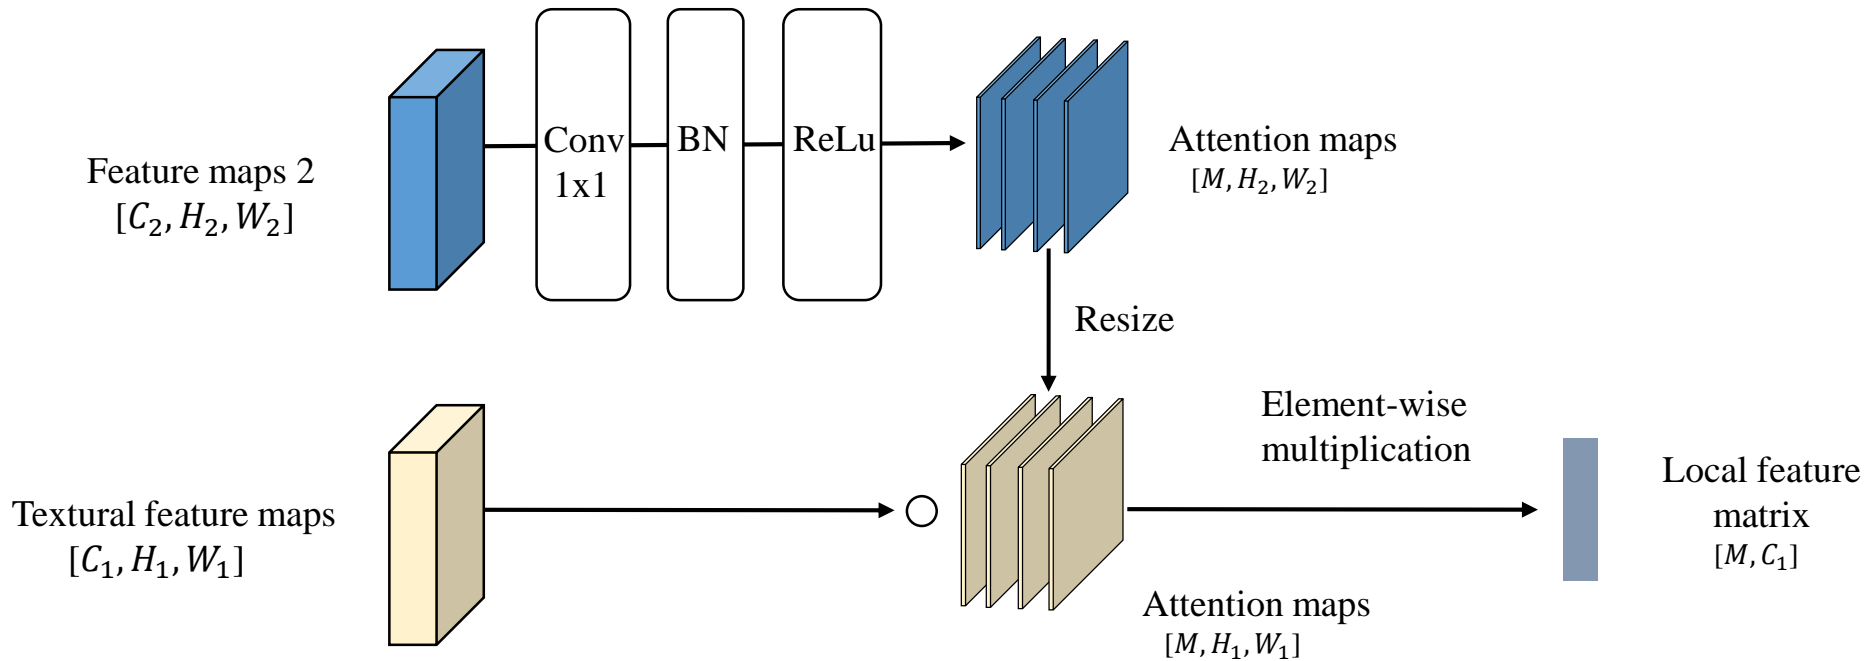 Conv
1x1
BN
ReLu
Feature maps 2
[C₂, H₂, W₂]
Attention maps
[M, H₂, W₂]
Resize
Element-wise
multiplication
Textural feature maps
[C₁, H₁, W₁]
Local feature
matrix
[M, C₁]
Attention maps
[M, H₁, W₁]